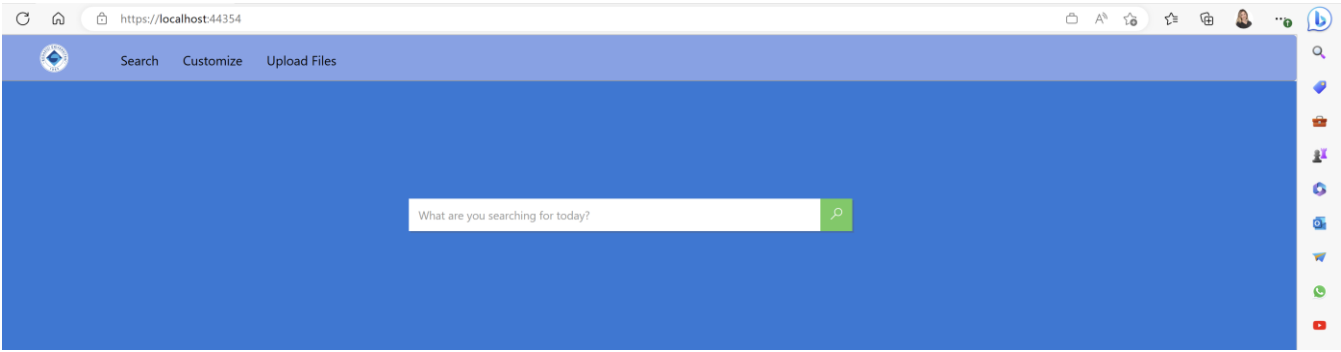 https://localhost:44354
Search Customize Upload Files
What are you searching for today?